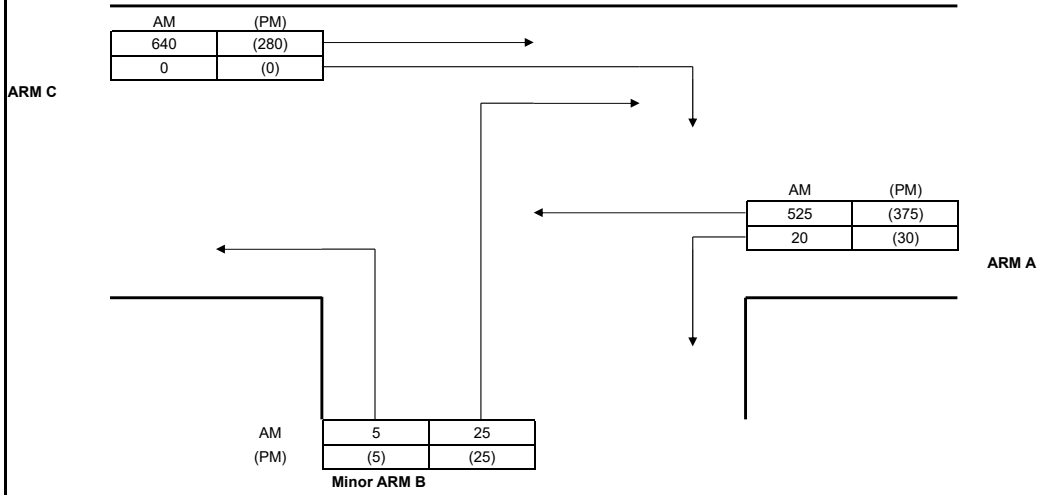 AM (PM)
640 (280)
0 (0)
ARM C
AM (PM)
525 (375)
20 (30)
ARM A
AM 5 25
(PM) (5) (25)
Minor ARM B